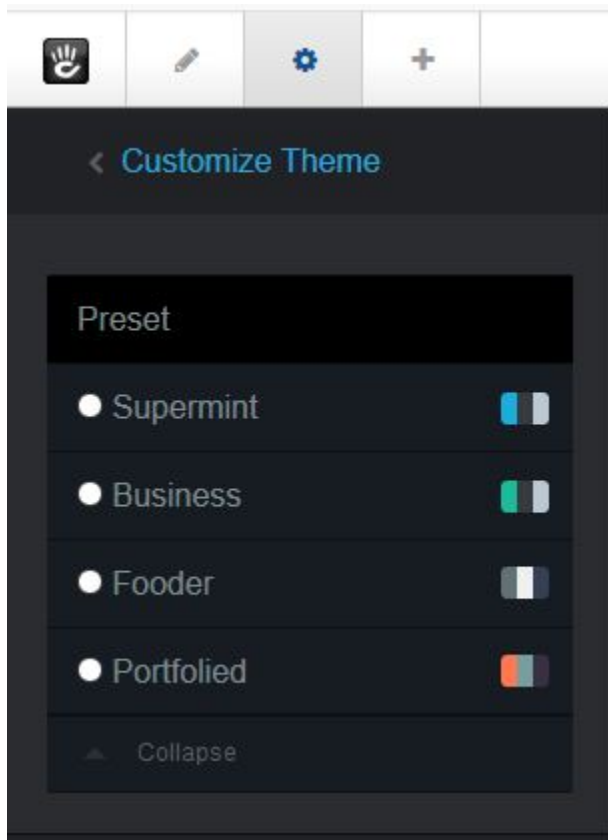 Customize Theme
Preset
Supermint
Business
Fooder
Portfolied
Collapse